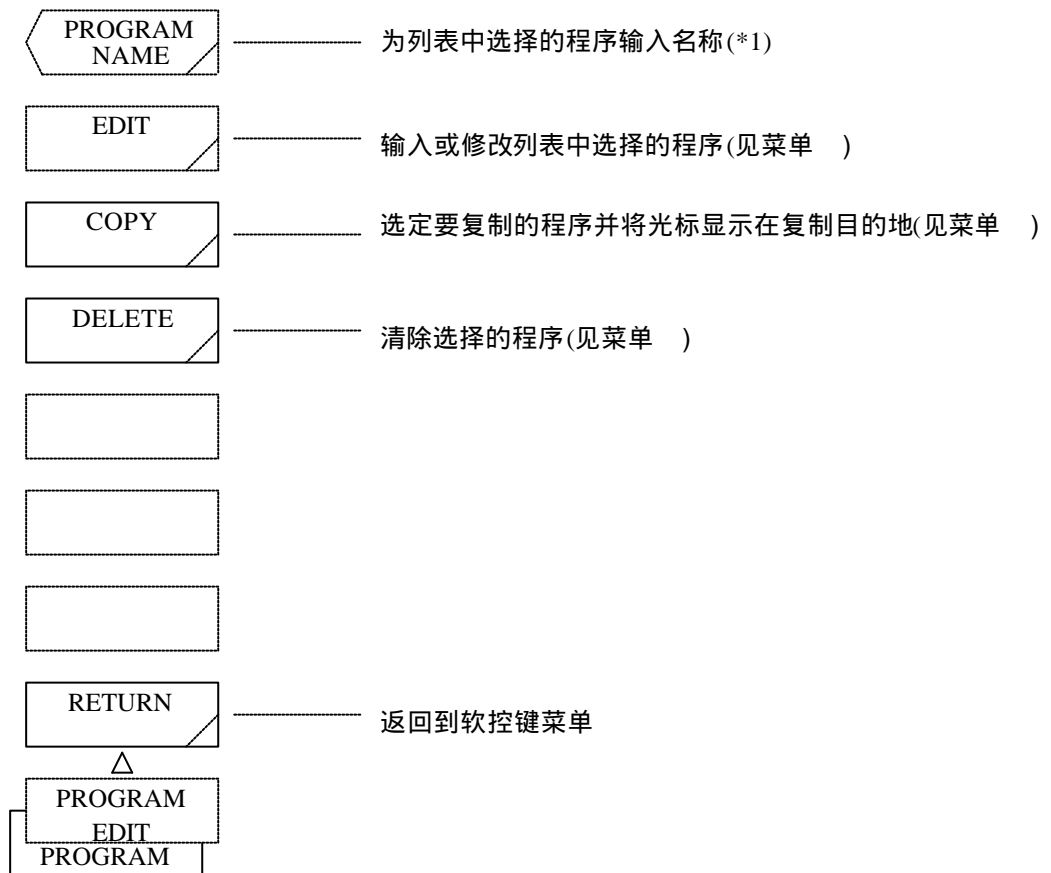 PROGRAM
NAME
为列表中选择的程序输入名称(*1)
EDIT
输入或修改列表中选择的程序(见菜单 )
COPY
选定要复制的程序并将光标显示在复制目的地(见菜单 )
DELETE
清除选择的程序(见菜单 )
RETURN
返回到软控键菜单
PROGRAM
EDIT
PROGRAM